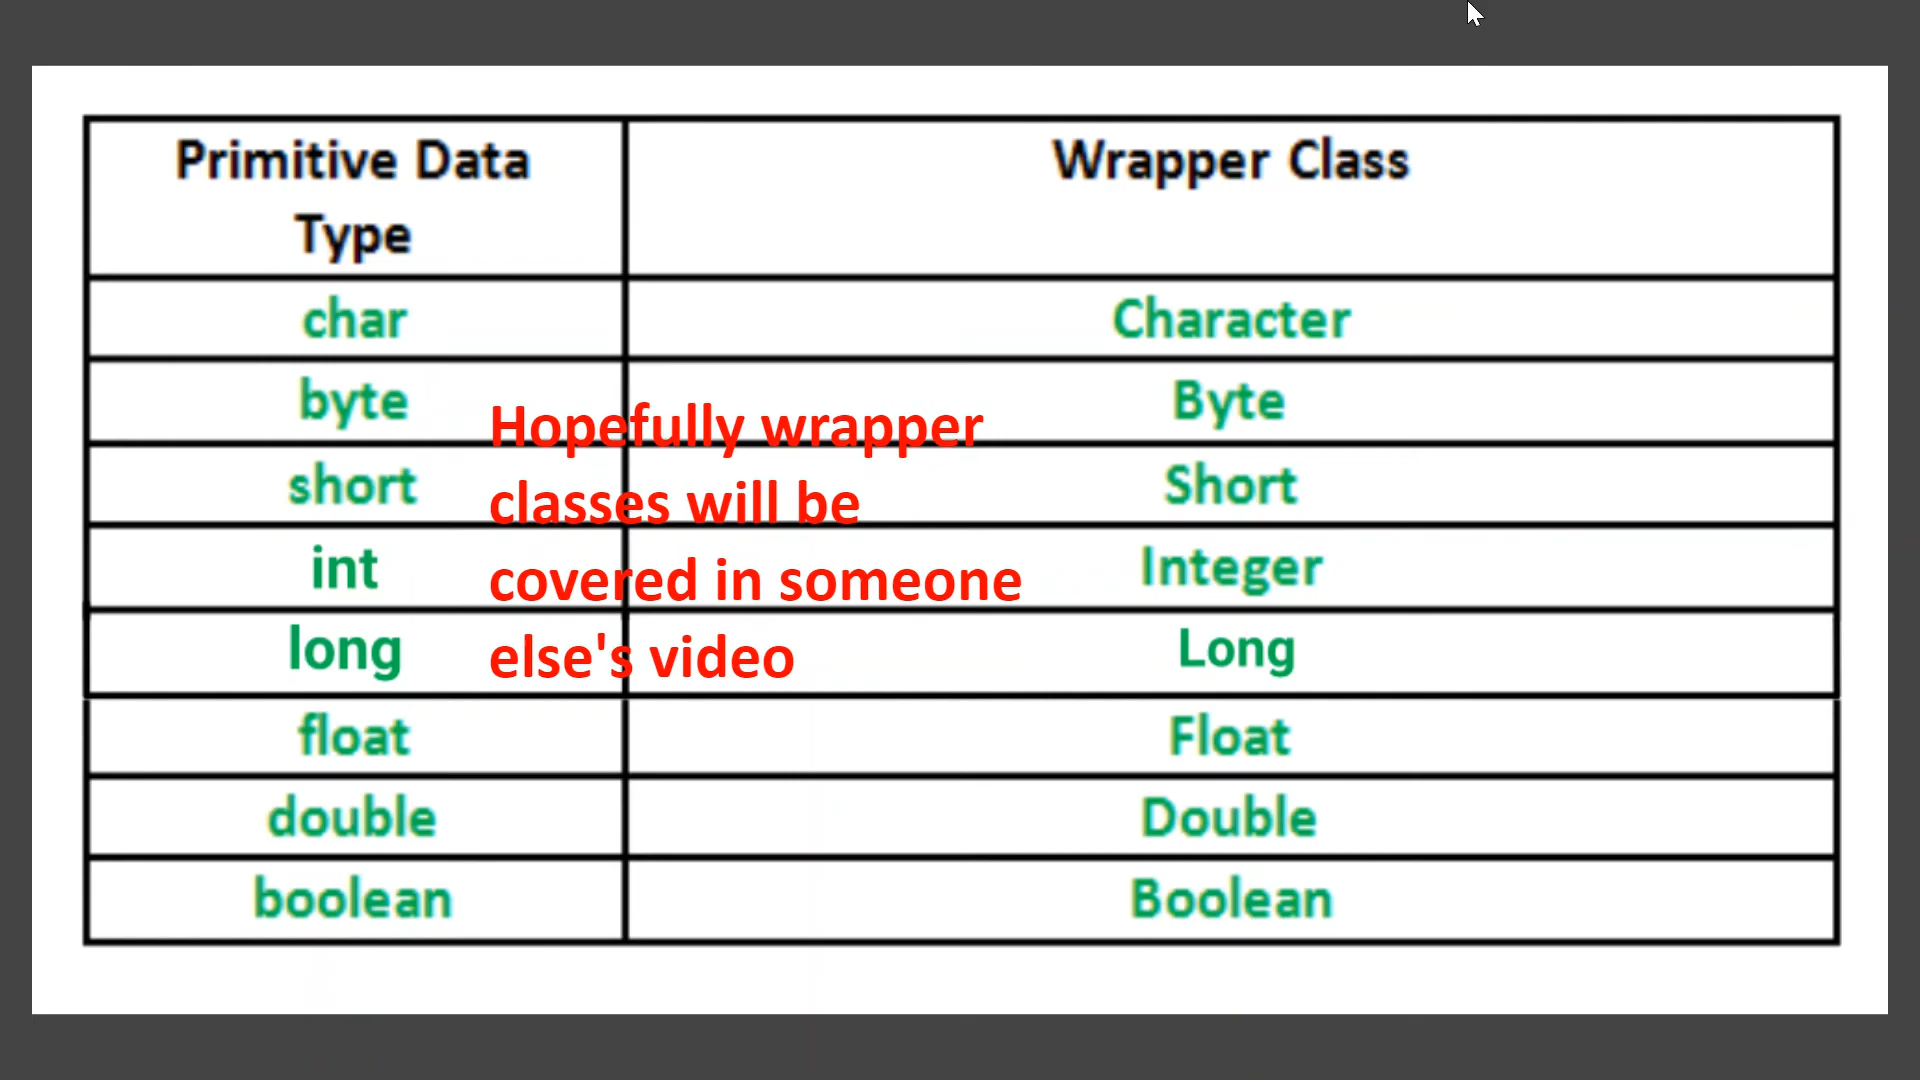 Primitive Data
Type
Wrapper Class
char
Character
byte
Byte
short
Short
int
Integer
long
Long
float
Float
double
Double
boolean
Boolean
Hopefully wrapper
classes will be
covered in someone
else's video